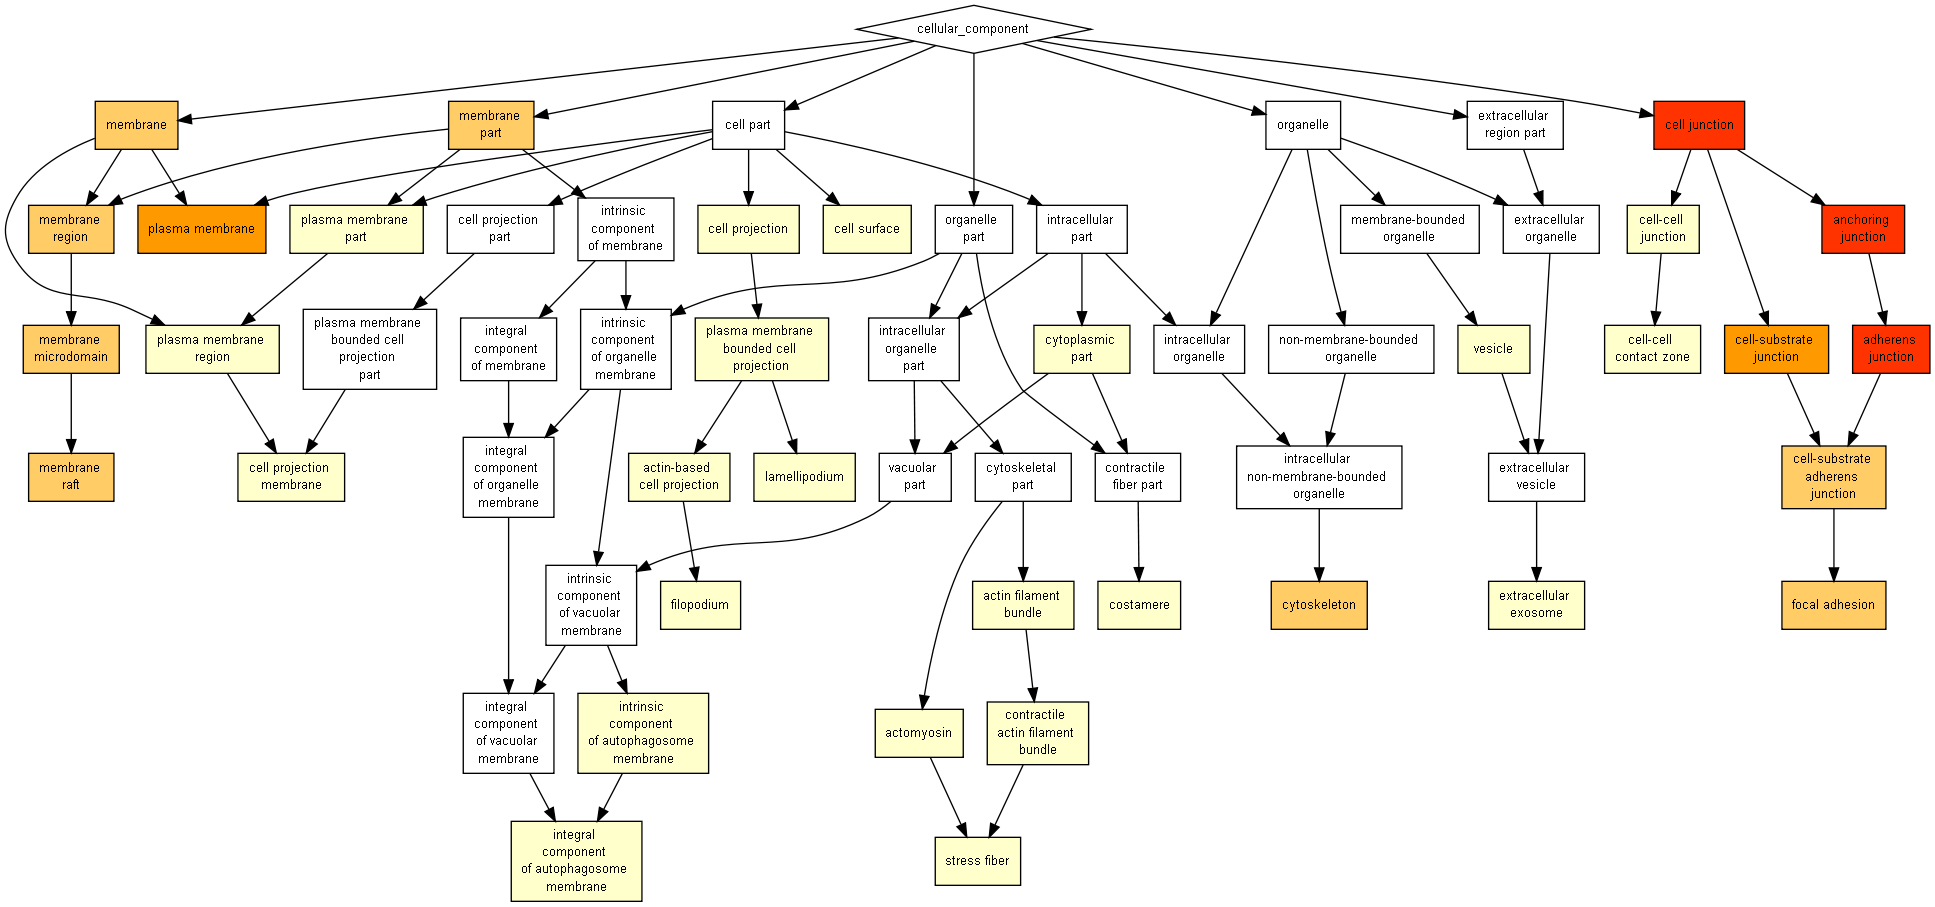 cellular_component
membrane
membrane
part
cell part
organelle
extracellular
region part
cell junction
membrane
region
plasma membrane
plasma membrane
part
cell projection
part
intrinsic
component
of membrane
cell projection
cell surface
organelle
part
intracellular
part
membrane-bounded
organelle
extracellular
organelle
cell-cell
junction
anchoring
junction
membrane
microdomain
plasma membrane
region
plasma membrane
bounded cell
projection
part
integral
component
of membrane
intrinsic
component
of organelle
membrane
plasma membrane
bounded cell
projection
intracellular
organelle
part
cytoplasmic
part
intracellular
organelle
non-membrane-bounded
organelle
vesicle
cell-cell
contact zone
cell-substrate
junction
adherens
junction
membrane
raft
cell projection
membrane
integral
component
of organelle
membrane
actin-based
cell projection
lamellipodium
vacuolar
part
cytoskeletal
part
contractile
fiber part
intracellular
non-membrane-bounded
organelle
extracellular
vesicle
cell-substrate
adherens
junction
intrinsic
component
of vacuolar
membrane
filopodium
actin filament
bundle
costamere
cytoskeleton
extracellular
exosome
focal adhesion
integral
component
of vacuolar
membrane
intrinsic
component
of autophagosome
membrane
actomyosin
contractile
actin filament
bundle
integral
component
of autophagosome
membrane
stress fiber